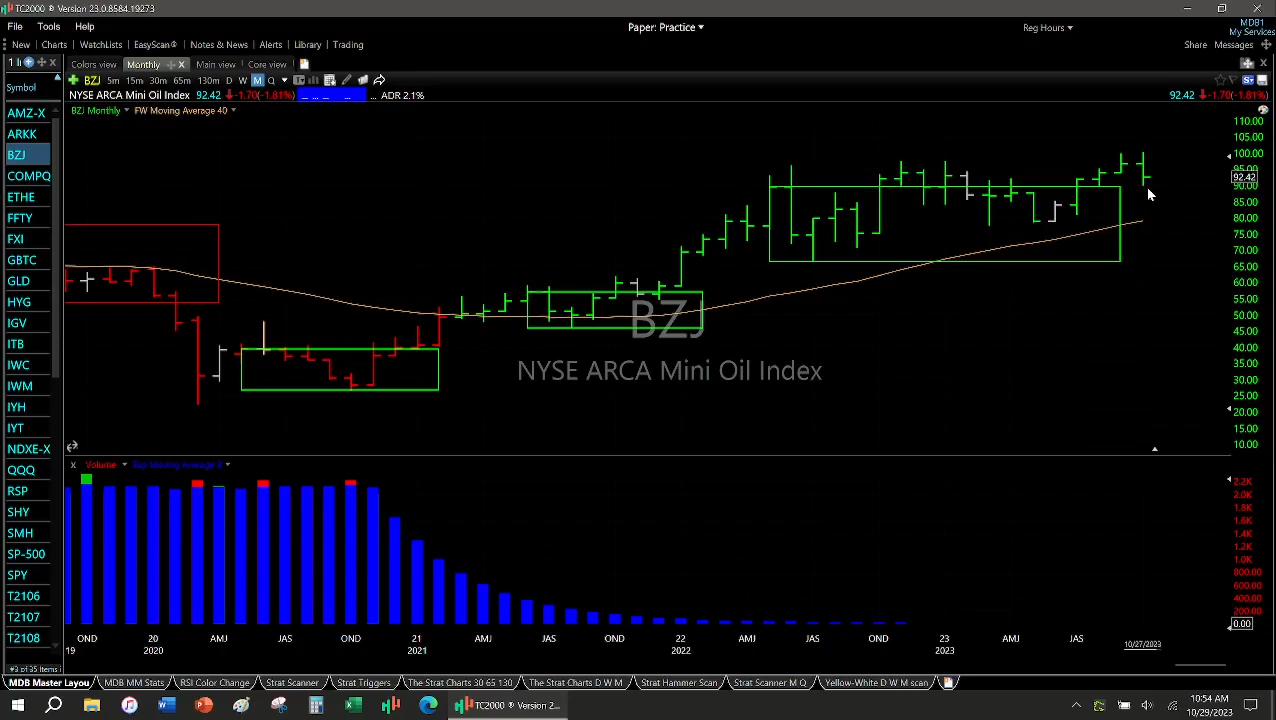 TC2000 ® Version 23.0.8584.19273
File Tools Help
Paper: Practice
Reg Hours
MDB1
My Services
New Charts WatchLists EasyScan® Notes & News Alerts Library Trading
Share Messages
Colors view Monthly Main view Core view
BZJ 5m 15m 30m 65m 130m D W M Q
NYSE ARCA Mini Oil Index 92.42 -1.70(-1.81%) ... ADR 2.1%
92.42 -1.70(-1.81%)
BZJ Monthly FW Moving Average 40
Symbol
AMZ-X
ARKK
BZJ
COMPQ
ETHE
FFTY
FXI
GBTC
GLD
HYG
IGV
ITB
IWC
IWM
IYH
IYT
NDXE-X
QQQ
RSP
SHY
SMH
SP-500
SPY
T2106
T2107
T2108
110.00
105.00
100.00
95.00
92.42
90.00
85.00
80.00
75.00
70.00
65.00
60.00
55.00
50.00
45.00
40.00
35.00
30.00
25.00
20.00
15.00
10.00
BZJ
NYSE ARCA Mini Oil Index
X Volume
2.2K
2.0K
1.8K
1.6K
1.4K
1.2K
1.0K
800.00
600.00
400.00
200.00
0.00
OND 20 AMJ JAS OND 21 AMJ JAS OND 22 AMJ JAS OND 23 AMJ JAS 10/27/2023
19 2020 2021 2022 2023
MDB Master Layou MDB MM Stats RSI Color Change Strat Scanner Strat Triggers The Strat Charts 30 65 130 The Strat Charts D W M Strat Hammer Scan Strat Scanner M Q Yellow-White D W M scan
TC2000 ® Version 2...
10:54 AM
10/29/2023